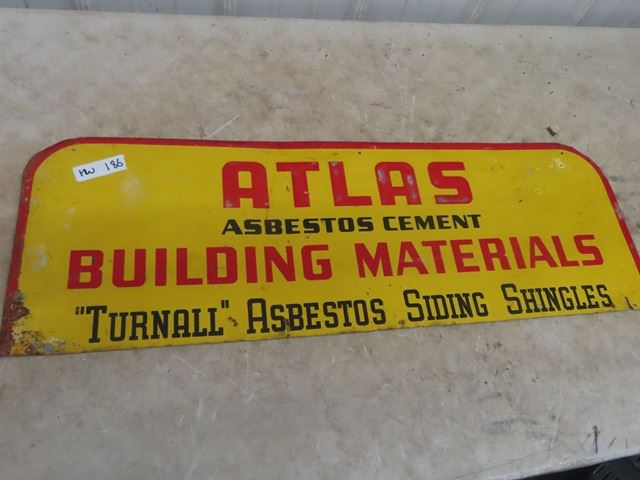 MW 186
ATLAS
ASBESTOS CEMENT
BUILDING MATERIALS
"TURNALL" ASBESTOS SIDING SHINGLES